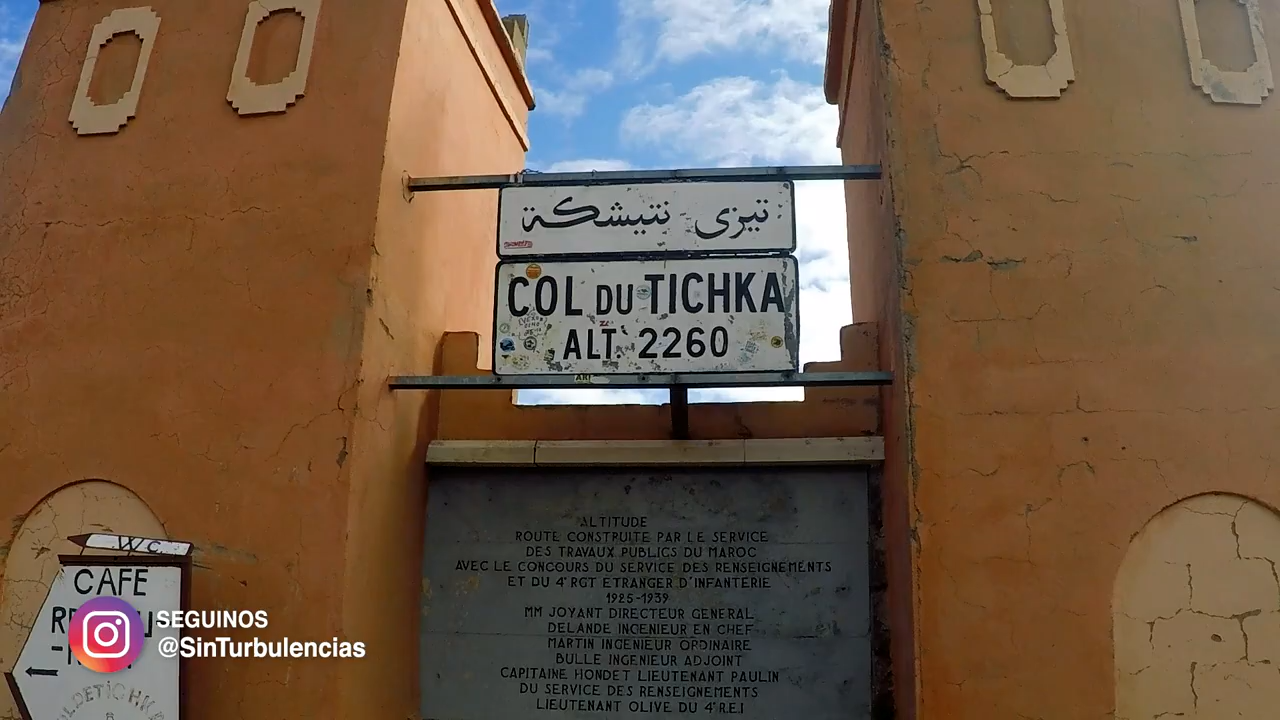 تيزي نتيشكة
COL DU TICHKA
ALT. 2260
ALTITUDE
ROUTE CONSTRUITE PAR LE SERVICE
DES TRAVAUX PUBLICS DU MAROC
AVEC LE CONCOURS DU SERVICE DES RENSEIGNEMENTS
ET DU 4e RGT ETRANGER D'INFANTERIE
1925-1939
MM JOYANT DIRECTEUR GENERAL
DELANDE INGENIEUR EN CHEF
MARTIN INGENIEUR ORDINAIRE
BULLE INGENIEUR ADJOINT
CAPITAINE HONDET LIEUTENANT PAULIN
DU SERVICE DES RENSEIGNEMENTS
LIEUTENANT OLIVE DU 4e R.E.I
W.C.
CAFE
SEGUINOS
@SinTurbulencias